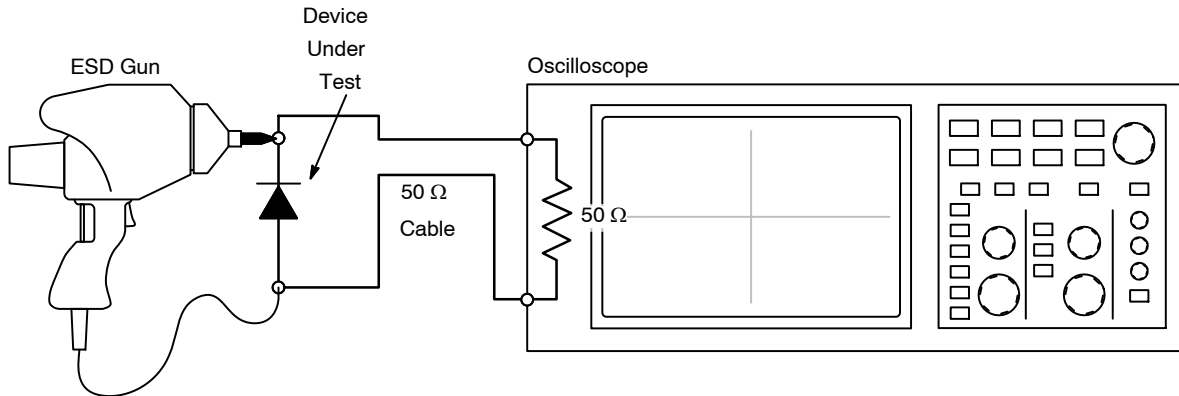 Device
Under
Test
ESD Gun
Oscilloscope
50 Ω
Cable
50 Ω